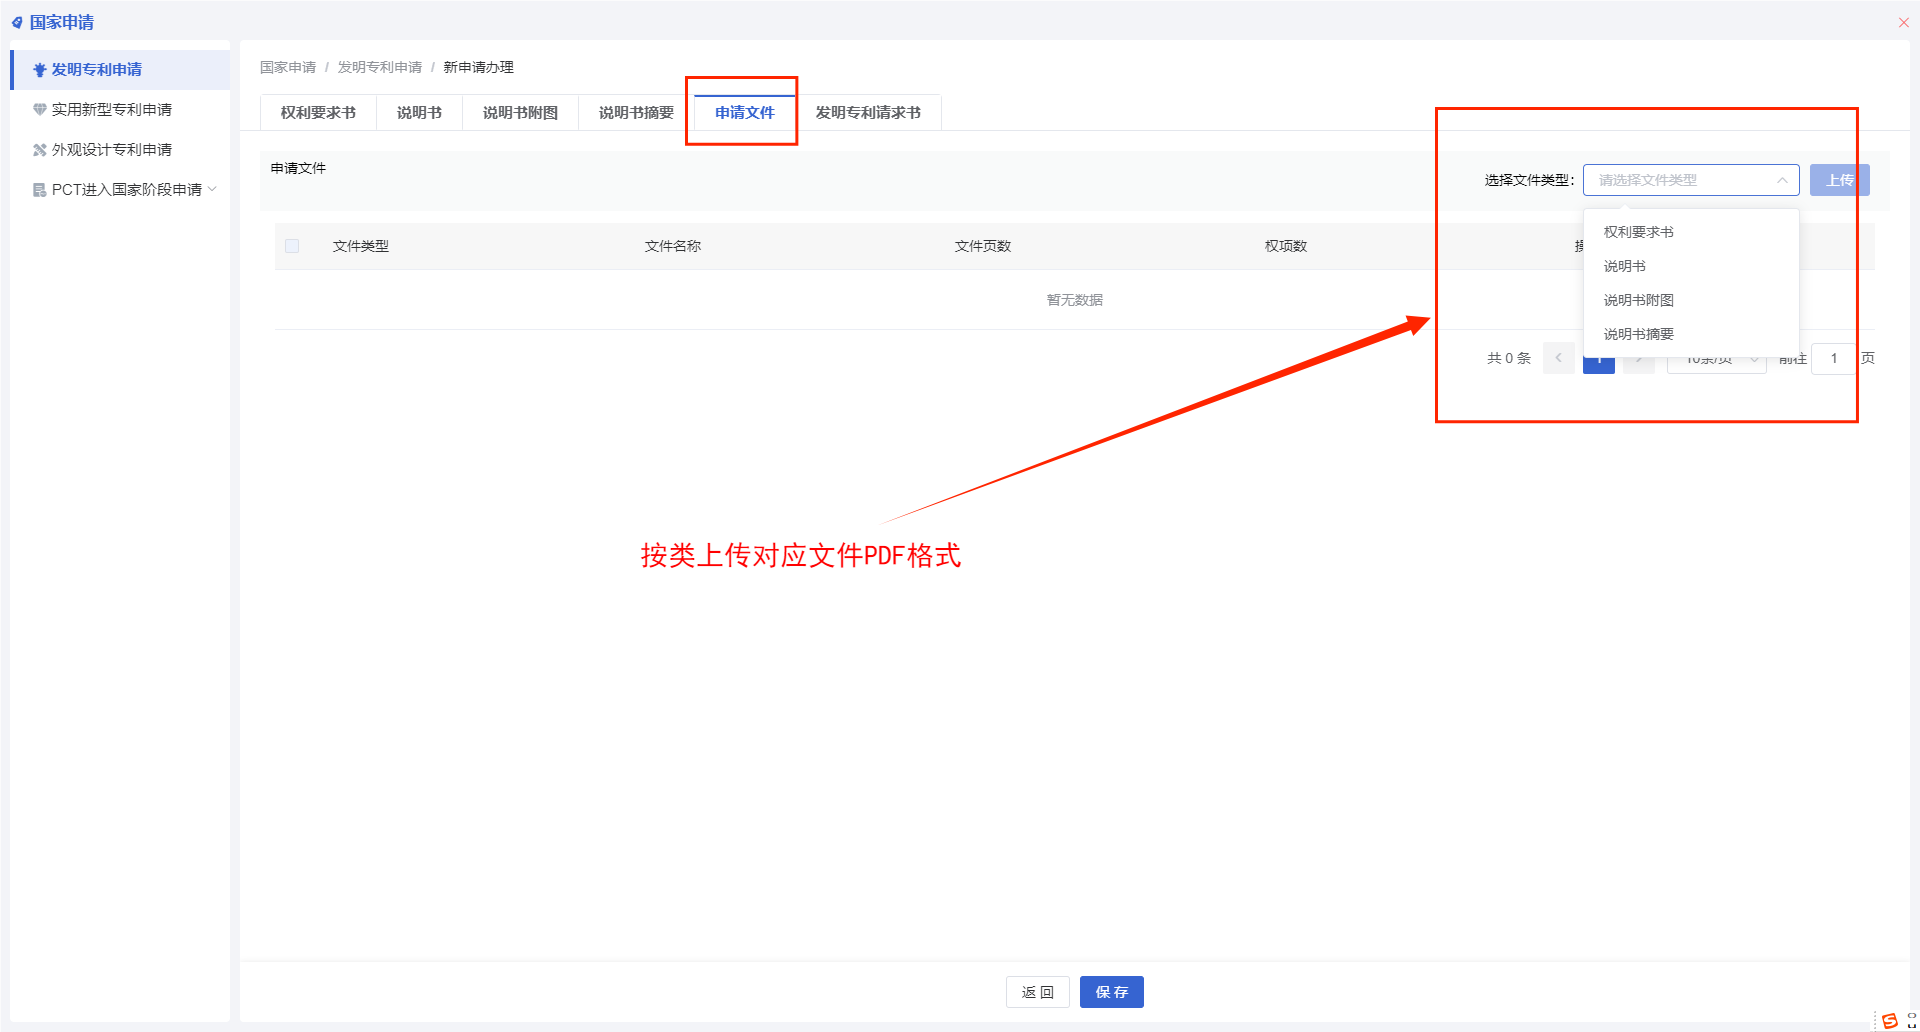 国家申请
发明专利申请
实用新型专利申请
外观设计专利申请
PCT进入国家阶段申请
国家申请 / 发明专利申请 / 新申请办理
权利要求书 说明书 说明书附图 说明书摘要 申请文件 发明专利请求书
申请文件
选择文件类型: 请选择文件类型 上传
文件类型 文件名称 文件页数 权项数
权利要求书
说明书
说明书附图
说明书摘要
暂无数据
共 0 条 1 10条/页 前往 1 页
按类上传对应文件PDF格式
返 回 保 存